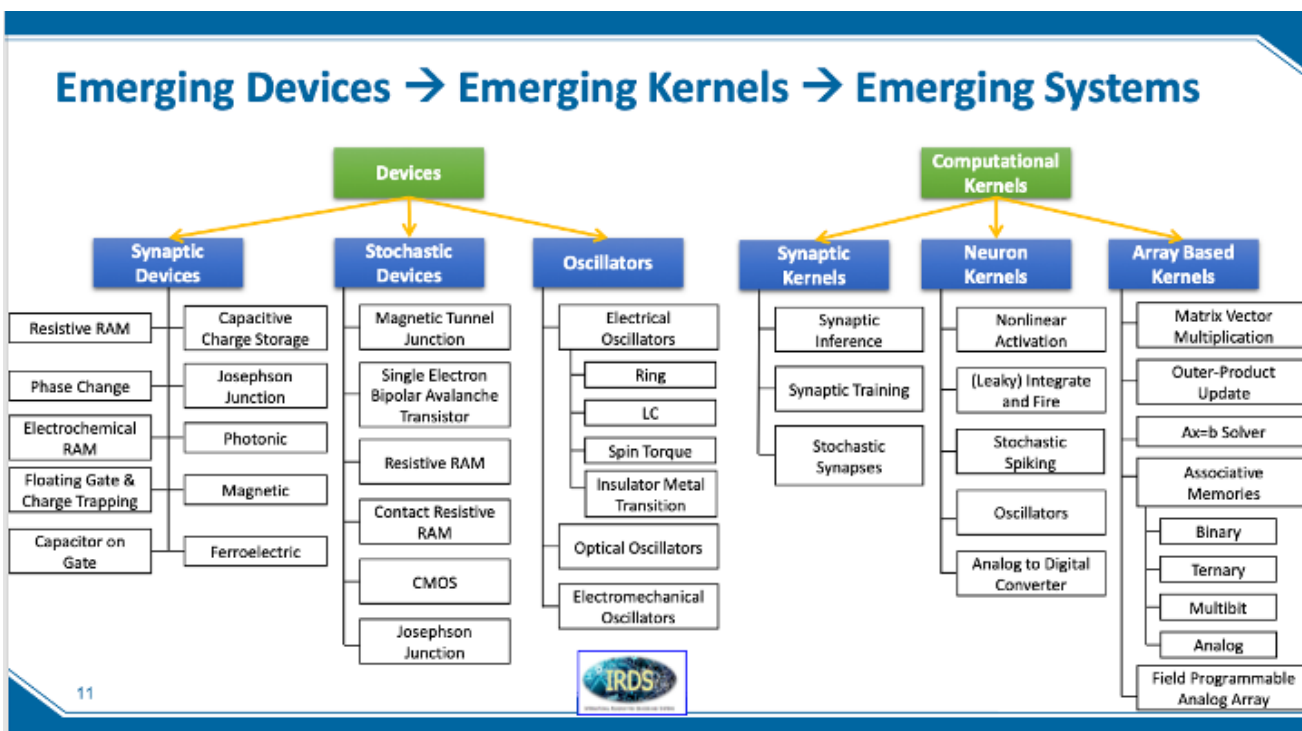 Emerging Devices → Emerging Kernels → Emerging Systems
Devices
Synaptic
Devices
Resistive RAM
Phase Change
Electrochemical
RAM
Floating Gate &
Charge Trapping
Capacitor on
Gate
Capacitive
Charge Storage
Josephson
Junction
Photonic
Magnetic
Ferroelectric
Stochastic
Devices
Magnetic Tunnel
Junction
Single Electron
Bipolar Avalanche
Transistor
Resistive RAM
Contact Resistive
RAM
CMOS
Josephson
Junction
Oscillators
Electrical
Oscillators
Ring
LC
Spin Torque
Insulator Metal
Transition
Optical Oscillators
Electromechanical
Oscillators
Computational
Kernels
Synaptic
Kernels
Synaptic
Inference
Synaptic Training
Stochastic
Synapses
Neuron
Kernels
Nonlinear
Activation
(Leaky) Integrate
and Fire
Stochastic
Spiking
Oscillators
Analog to Digital
Converter
Array Based
Kernels
Matrix Vector
Multiplication
Outer-Product
Update
Ax=b Solver
Associative
Memories
Binary
Ternary
Multibit
Analog
Field Programmable
Analog Array
11
IRDS